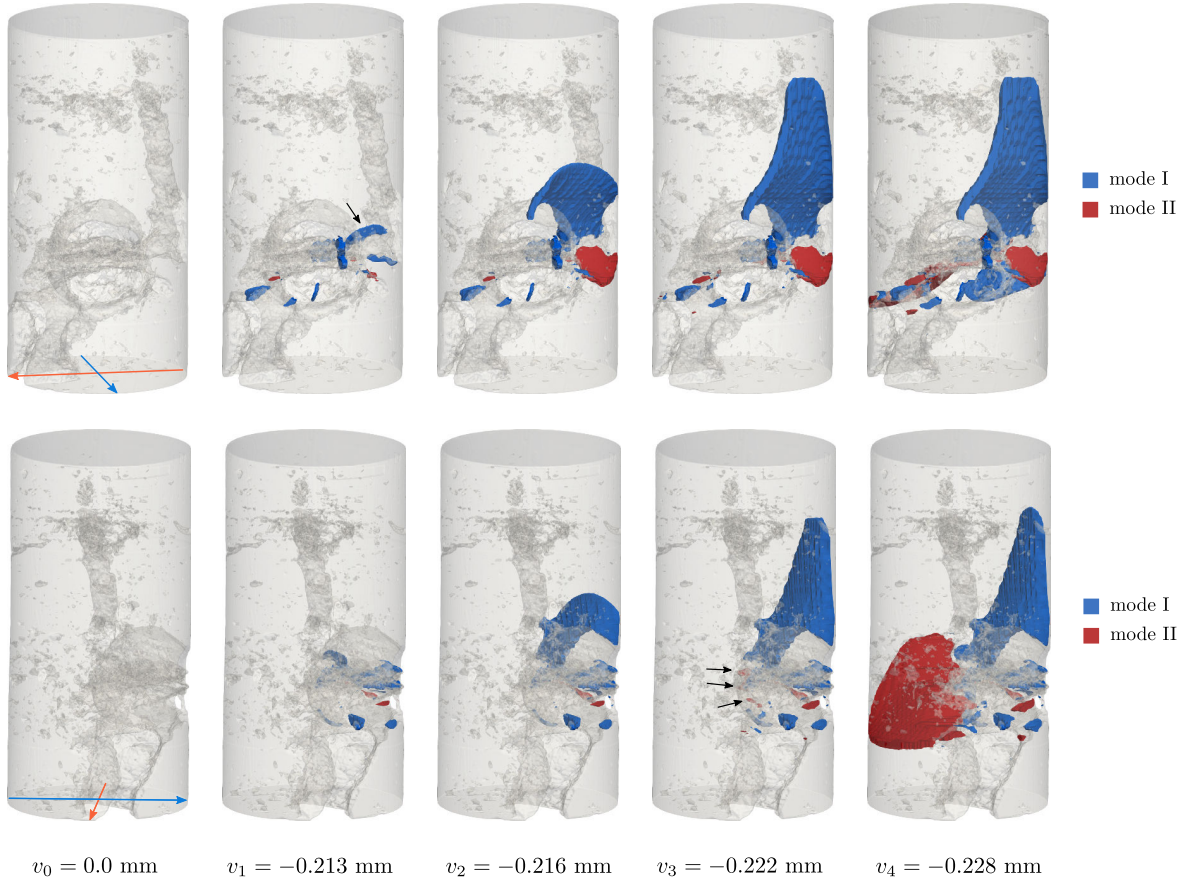 mode I
mode II
mode I
mode II
v₀ = 0.0 mm
v₁ = −0.213 mm
v₂ = −0.216 mm
v₃ = −0.222 mm
v₄ = −0.228 mm